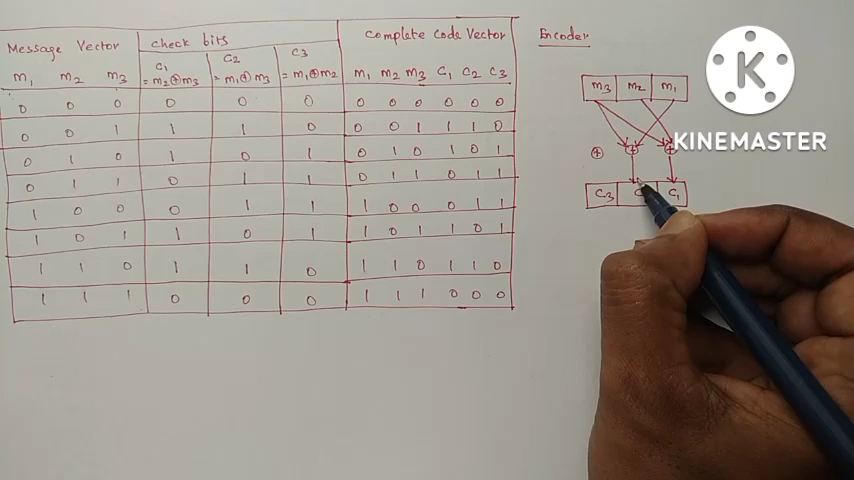 Message Vector check bits Complete Code Vector Encoder
m1 m2 m3 C1 = m2⊕m3 C2 = m1⊕m3 C3 = m1⊕m2 m1 m2 m3 C1 C2 C3
0 0 0 0 0 0 0 0 0 0 0 0
0 0 1 1 1 0 0 0 1 1 1 0
0 1 0 1 0 1 0 1 0 1 0 1
0 1 1 0 1 1 0 1 1 0 1 1
1 0 0 0 1 1 1 0 0 0 1 1
1 0 1 1 0 1 1 0 1 1 0 1
1 1 0 1 1 0 1 1 0 1 1 0
1 1 1 0 0 0 1 1 1 0 0 0
m3 m2 m1
⊕ ⊕ ⊕
C3 C1
K
KINEMASTER